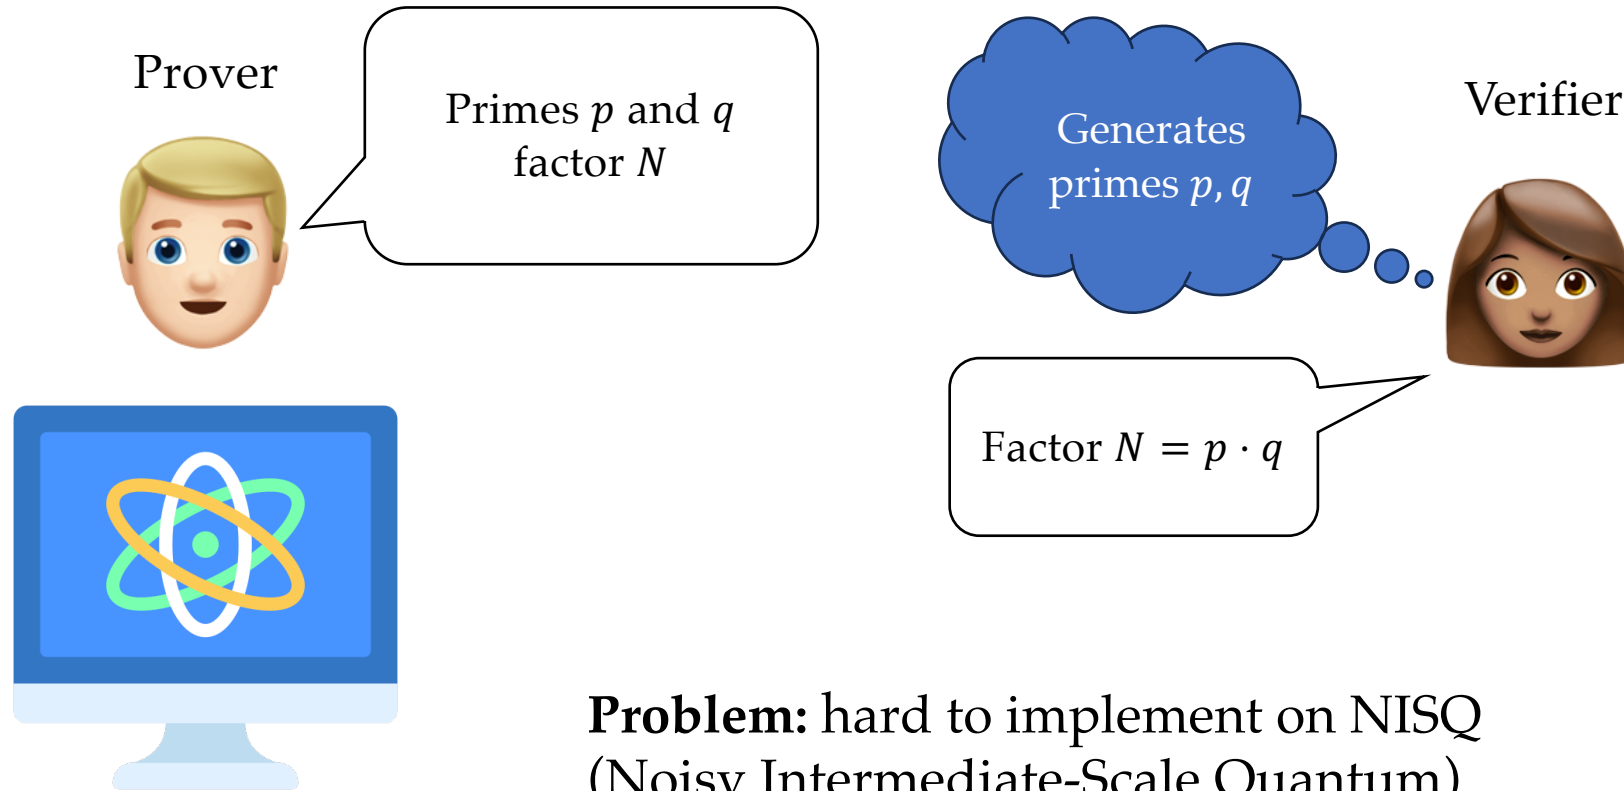 Prover
Primes p and q
factor N
Generates
primes p, q
Verifier
Factor N = p · q
Problem: hard to implement on NISQ
(Noisy Intermediate-Scale Quantum)